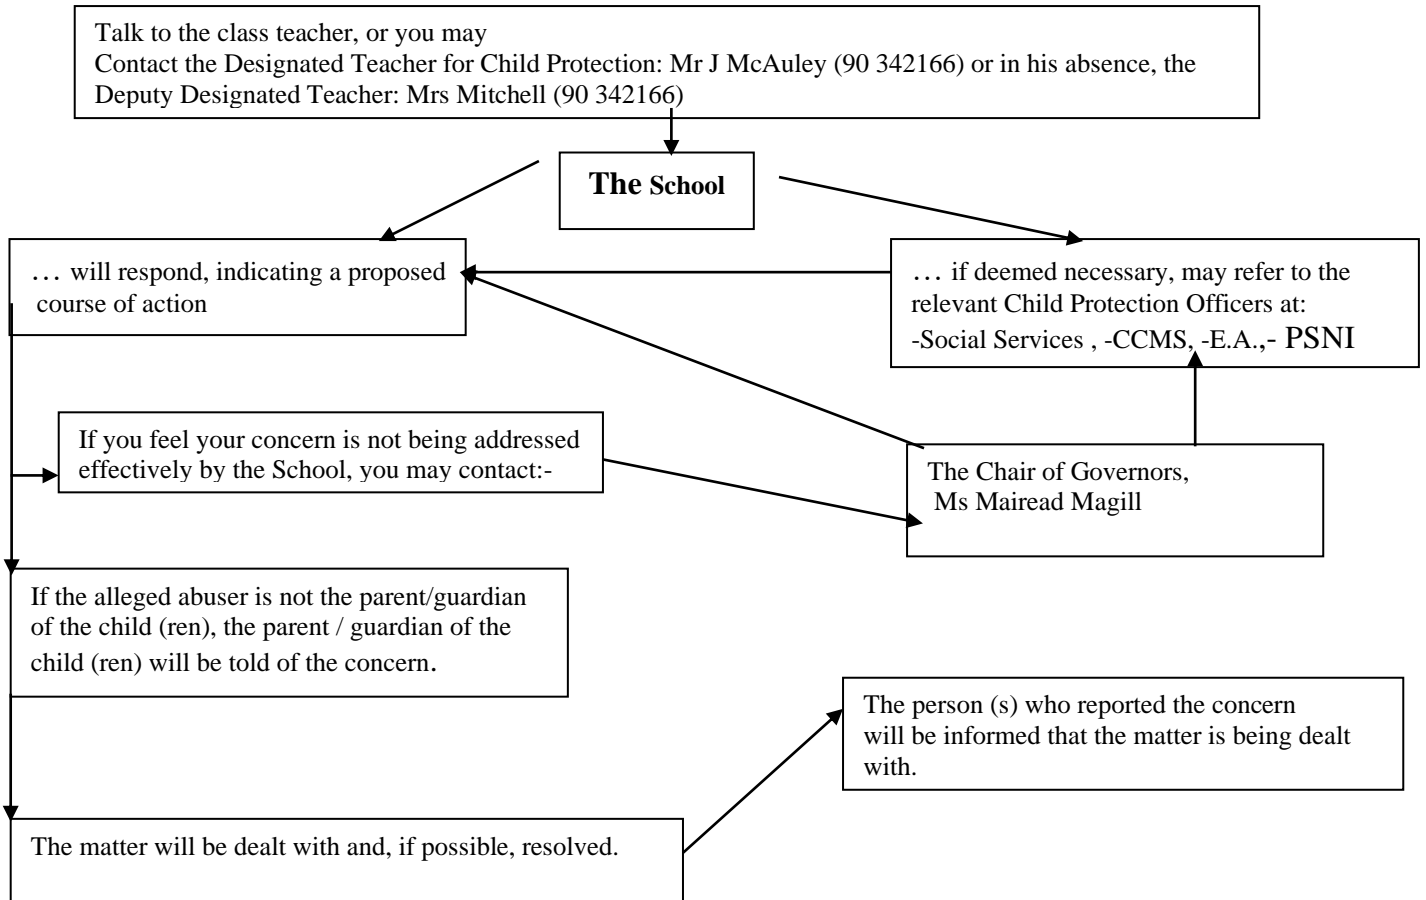 Talk to the class teacher, or you may
Contact the Designated Teacher for Child Protection: Mr J McAuley (90 342166) or in his absence, the
Deputy Designated Teacher: Mrs Mitchell (90 342166)
The School
… will respond, indicating a proposed
course of action
… if deemed necessary, may refer to the
relevant Child Protection Officers at:
-Social Services , -CCMS, -E.A.,- PSNI
If you feel your concern is not being addressed
effectively by the School, you may contact:-
The Chair of Governors,
Ms Mairead Magill
If the alleged abuser is not the parent/guardian
of the child (ren), the parent / guardian of the
child (ren) will be told of the concern.
The person (s) who reported the concern
will be informed that the matter is being dealt
with.
The matter will be dealt with and, if possible, resolved.